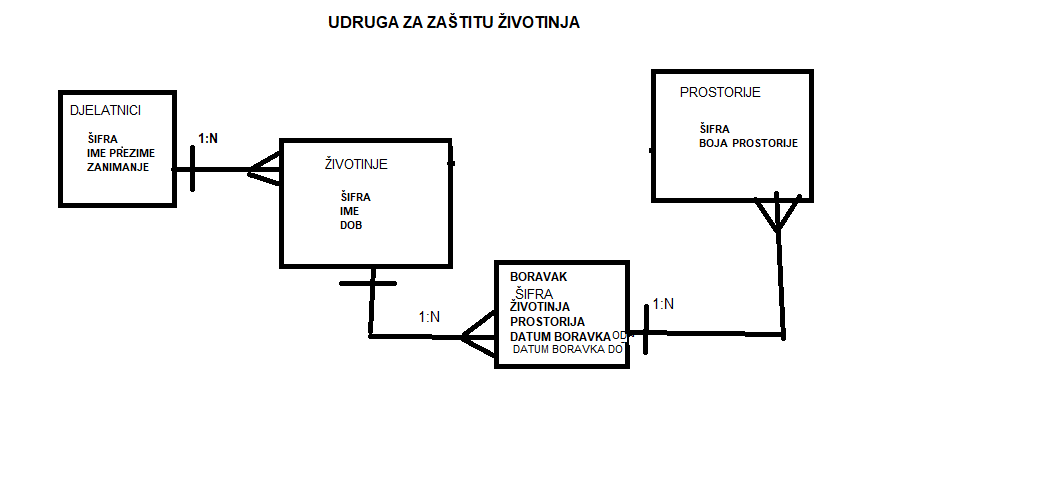 UDRUGA ZA ZAŠTITU ŽIVOTINJA
DJELATNICI
ŠIFRA
IME PREZIME
ZANIMANJE
1:N
ŽIVOTINJE
ŠIFRA
IME
DOB
PROSTORIJE
ŠIFRA
BOJA PROSTORIJE
1:N
BORAVAK
ŠIFRA
ŽIVOTINJA
PROSTORIJA
DATUM BORAVKA OD
DATUM BORAVKA DO
1:N